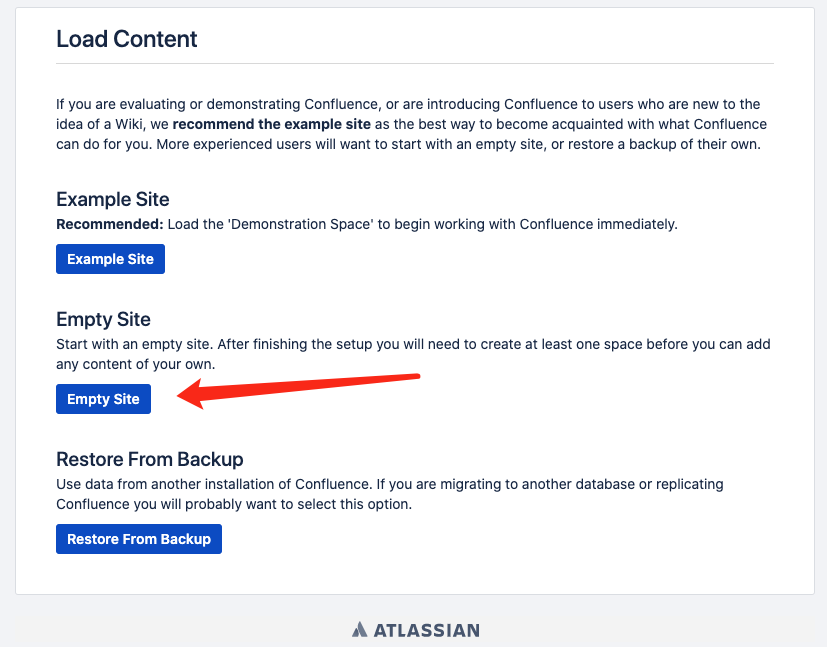 Load Content
If you are evaluating or demonstrating Confluence, or are introducing Confluence to users who are new to the
idea of a Wiki, we recommend the example site as the best way to become acquainted with what Confluence
can do for you. More experienced users will want to start with an empty site, or restore a backup of their own.
Example Site
Recommended: Load the 'Demonstration Space' to begin working with Confluence immediately.
Example Site
Empty Site
Start with an empty site. After finishing the setup you will need to create at least one space before you can add
any content of your own.
Empty Site
Restore From Backup
Use data from another installation of Confluence. If you are migrating to another database or replicating
Confluence you will probably want to select this option.
Restore From Backup
ATLASSIAN